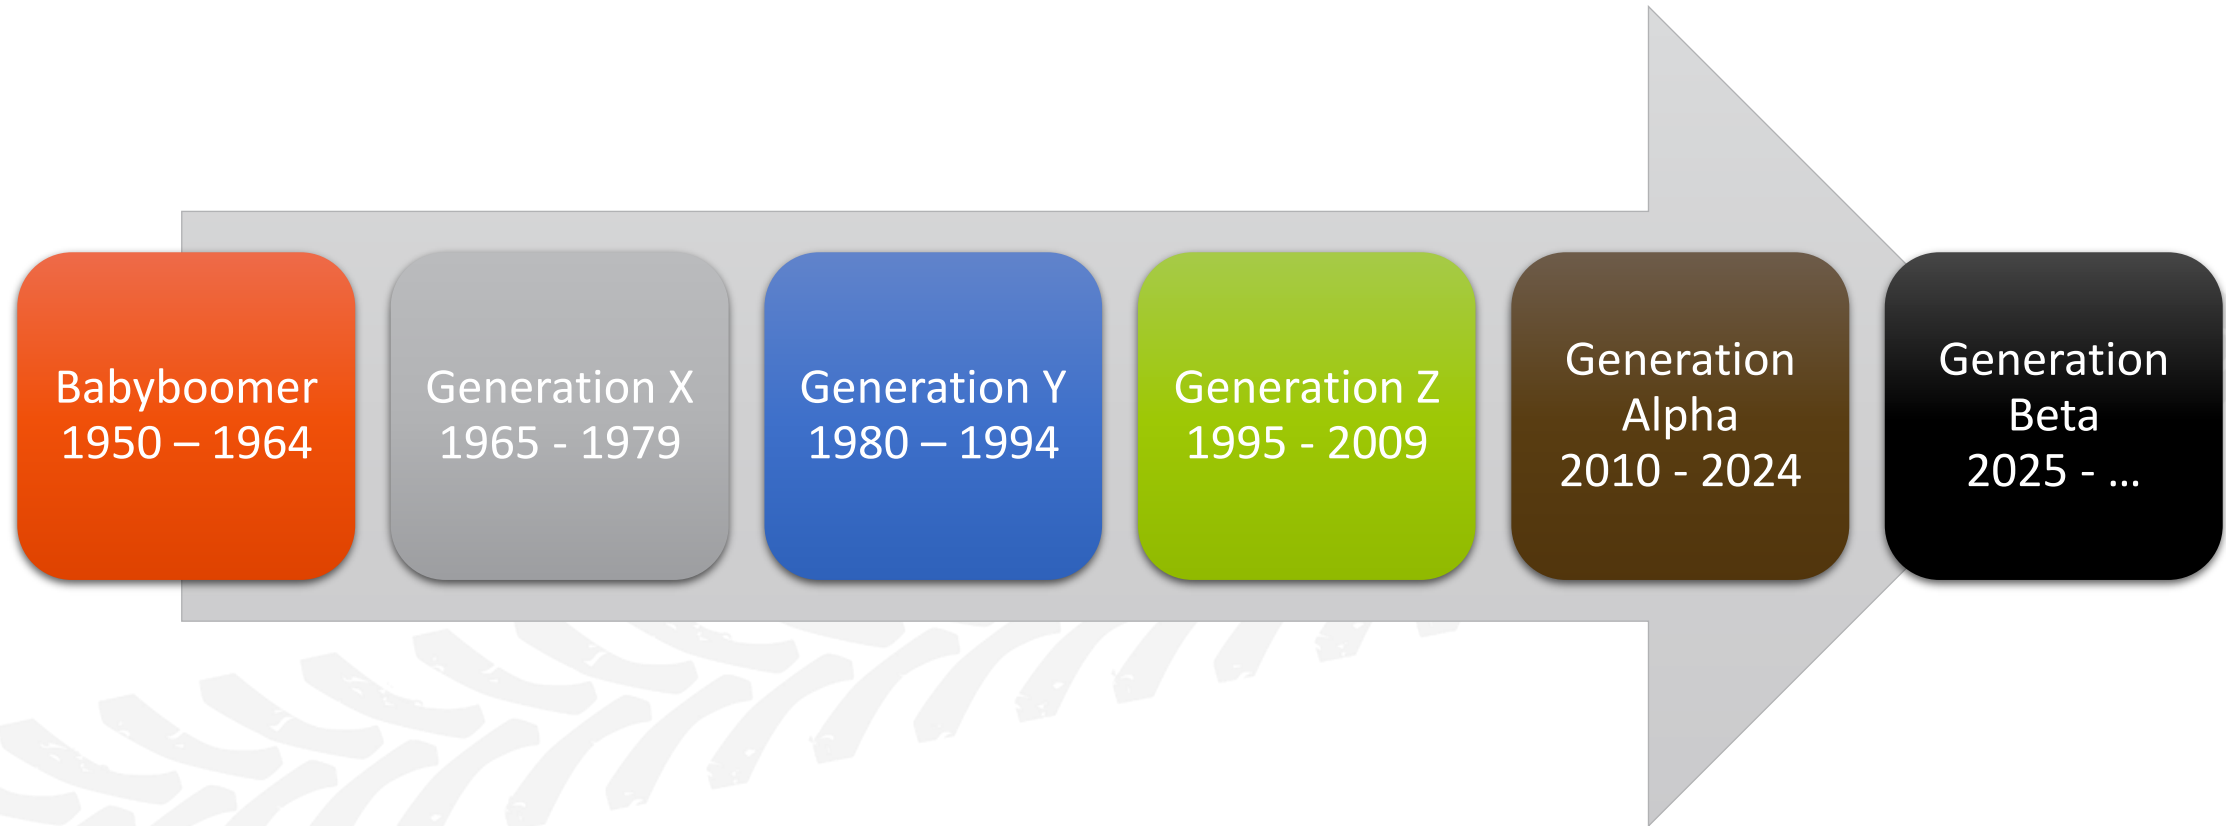 Babyboomer
1950 – 1964
Generation X
1965 - 1979
Generation Y
1980 – 1994
Generation Z
1995 - 2009
Generation
Alpha
2010 - 2024
Generation
Beta
2025 - ...